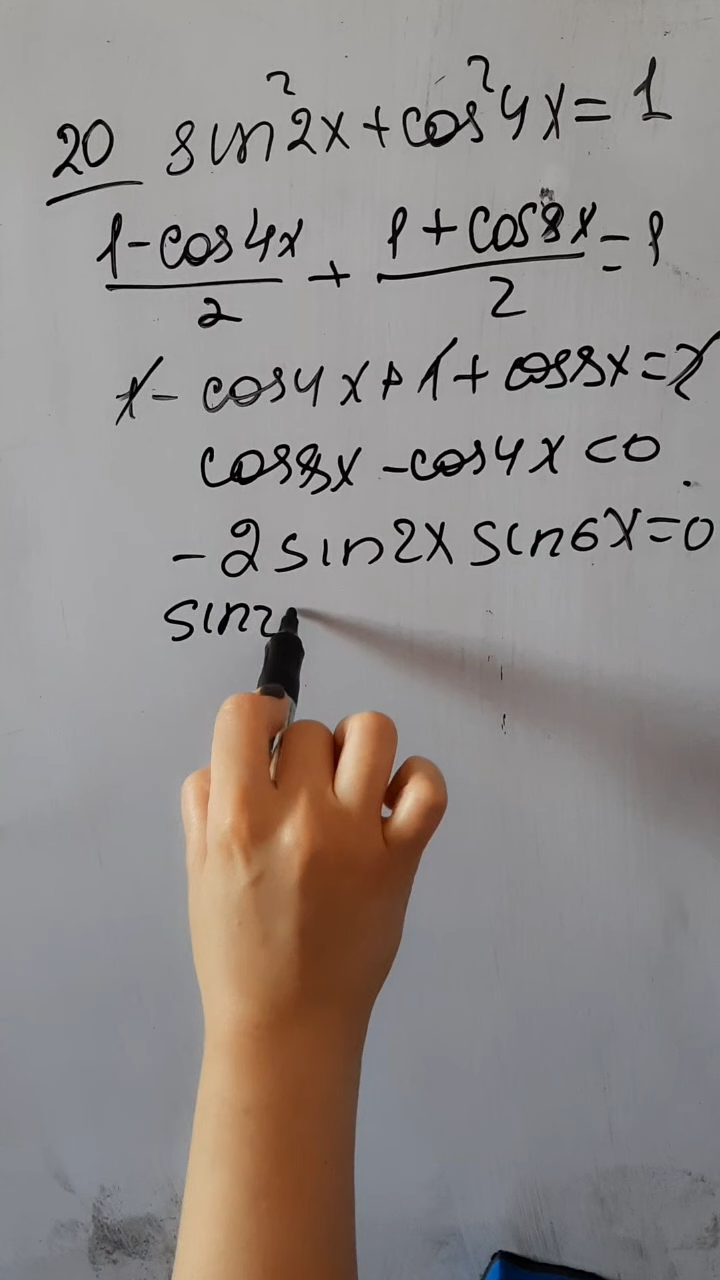 20 sin²2x + cos²4x = 1
1-cos4x/2 + 1+cos8x/2 = 1
1 - cos4x + 1 + cos8x = 2
cos8x - cos4x = 0
-2sin2x sin6x = 0
sin2